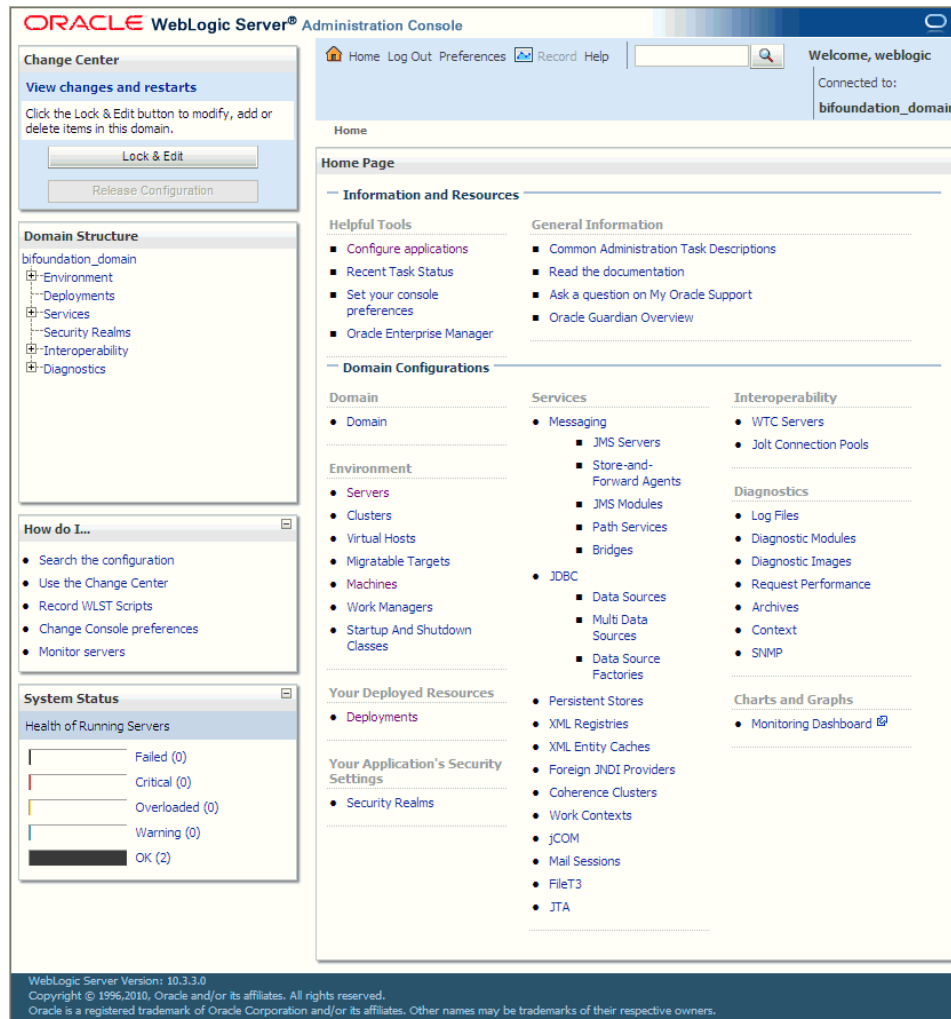 ORACLE WebLogic Server® Administration Console
Change Center
View changes and restarts
Click the Lock & Edit button to modify, add or
delete items in this domain.
Lock & Edit
Release Configuration
Domain Structure
bifoundation_domain
Environment
Deployments
Services
Security Realms
Interoperability
Diagnostics
How do I...
Search the configuration
Use the Change Center
Record WLST Scripts
Change Console preferences
Monitor servers
System Status
Health of Running Servers
Failed (0)
Critical (0)
Overloaded (0)
Warning (0)
OK (2)
Home Log Out Preferences Record Help
Welcome, weblogic
Connected to:
bifoundation_domain
Home
Home Page
Information and Resources
Helpful Tools
Configure applications
Recent Task Status
Set your console
preferences
Oracle Enterprise Manager
General Information
Common Administration Task Descriptions
Read the documentation
Ask a question on My Oracle Support
Oracle Guardian Overview
Domain Configurations
Domain
Domain
Environment
Servers
Clusters
Virtual Hosts
Migratable Targets
Machines
Work Managers
Startup And Shutdown
Classes
Your Deployed Resources
Deployments
Your Application's Security
Settings
Security Realms
Services
Messaging
JMS Servers
Store-and-
Forward Agents
JMS Modules
Path Services
Bridges
JDBC
Data Sources
Multi Data
Sources
Data Source
Factories
Persistent Stores
XML Registries
XML Entity Caches
Foreign JNDI Providers
Coherence Clusters
Work Contexts
jCOM
Mail Sessions
FileT3
JTA
Interoperability
WTC Servers
Jolt Connection Pools
Diagnostics
Log Files
Diagnostic Modules
Diagnostic Images
Request Performance
Archives
Context
SNMP
Charts and Graphs
Monitoring Dashboard
WebLogic Server Version: 10.3.3.0
Copyright © 1996,2010, Oracle and/or its affiliates. All rights reserved.
Oracle is a registered trademark of Oracle Corporation and/or its affiliates. Other names may be trademarks of their respective owners.